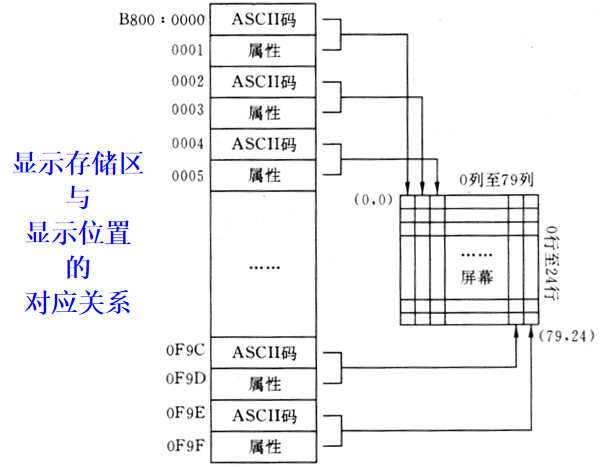 B800：0000 ASCII码
0001 属性
0002 ASCII码
0003 属性
0004 ASCII码
0005 属性
显示存储区
与
显示位置
的
对应关系
……
0列至79列
(0,0)
0行至24行
……
屏幕
(79,24)
0F9C ASCII码
0F9D 属性
0F9E ASCII码
0F9F 属性